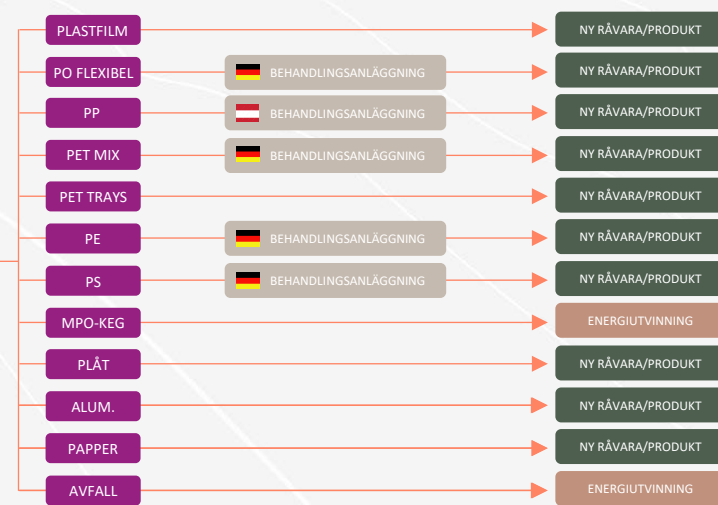 PLASTFILM NY RÅVARA/PRODUKT
PO FLEXIBEL BEHANDLINGSANLÄGGNING NY RÅVARA/PRODUKT
PP BEHANDLINGSANLÄGGNING NY RÅVARA/PRODUKT
PET MIX BEHANDLINGSANLÄGGNING NY RÅVARA/PRODUKT
PET TRAYS NY RÅVARA/PRODUKT
PE BEHANDLINGSANLÄGGNING NY RÅVARA/PRODUKT
PS BEHANDLINGSANLÄGGNING NY RÅVARA/PRODUKT
MPO-KEG ENERGIUTVINNING
PLÅT NY RÅVARA/PRODUKT
ALUM. NY RÅVARA/PRODUKT
PAPPER NY RÅVARA/PRODUKT
AVFALL ENERGIUTVINNING